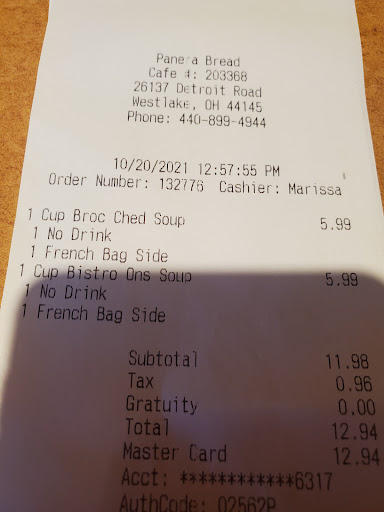 Panera Bread
Cafe #: 203368
26137 Detroit Road
Westlake, OH 44145
Phone: 440-899-4944
10/20/2021 12:57:55 PM
Order Number: 132776 Cashier: Marissa
1 Cup Broc Ched Soup 5.99
1 No Drink
1 French Bag Side
1 Cup Bistro Ons Soup 5.99
1 No Drink
1 French Bag Side
Subtotal 11.98
Tax 0.96
Gratuity 0.00
Total 12.94
Master Card 12.94
Acct: ************6317
AuthCode: 02562P